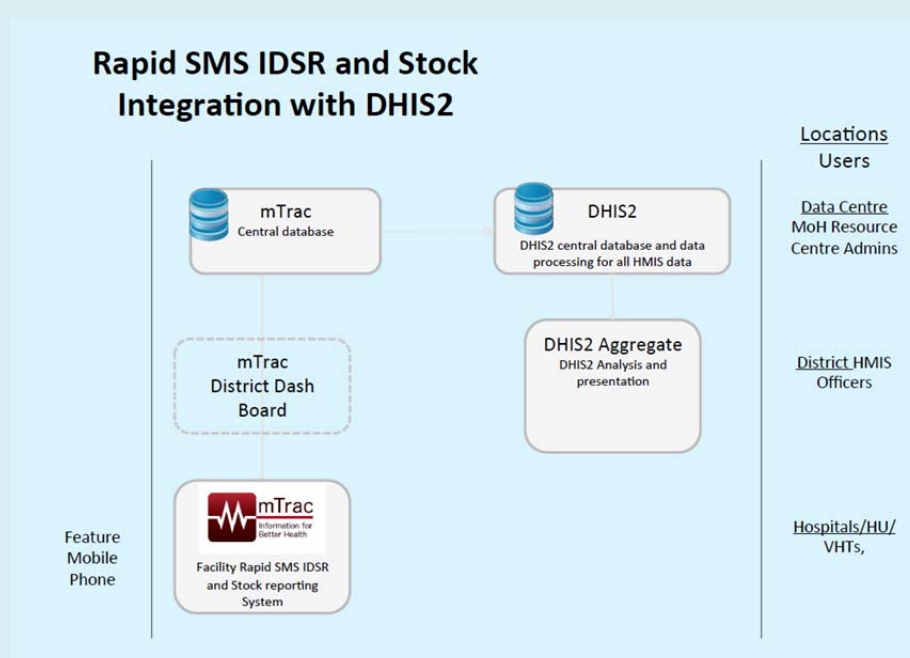 Rapid SMS IDSR and Stock
Integration with DHIS2
Locations
Users
mTrac
Central database
DHIS2
DHIS2 central database and data
processing for all HMIS data
Data Centre
MoH Resource
Centre Admins
mTrac
District Dash
Board
DHIS2 Aggregate
DHIS2 Analysis and
presentation
District HMIS
Officers
Feature
Mobile
Phone
mTrac
Information for
Better Health
Facility Rapid SMS IDSR
and Stock reporting
System
Hospitals/HU/
VHTs,